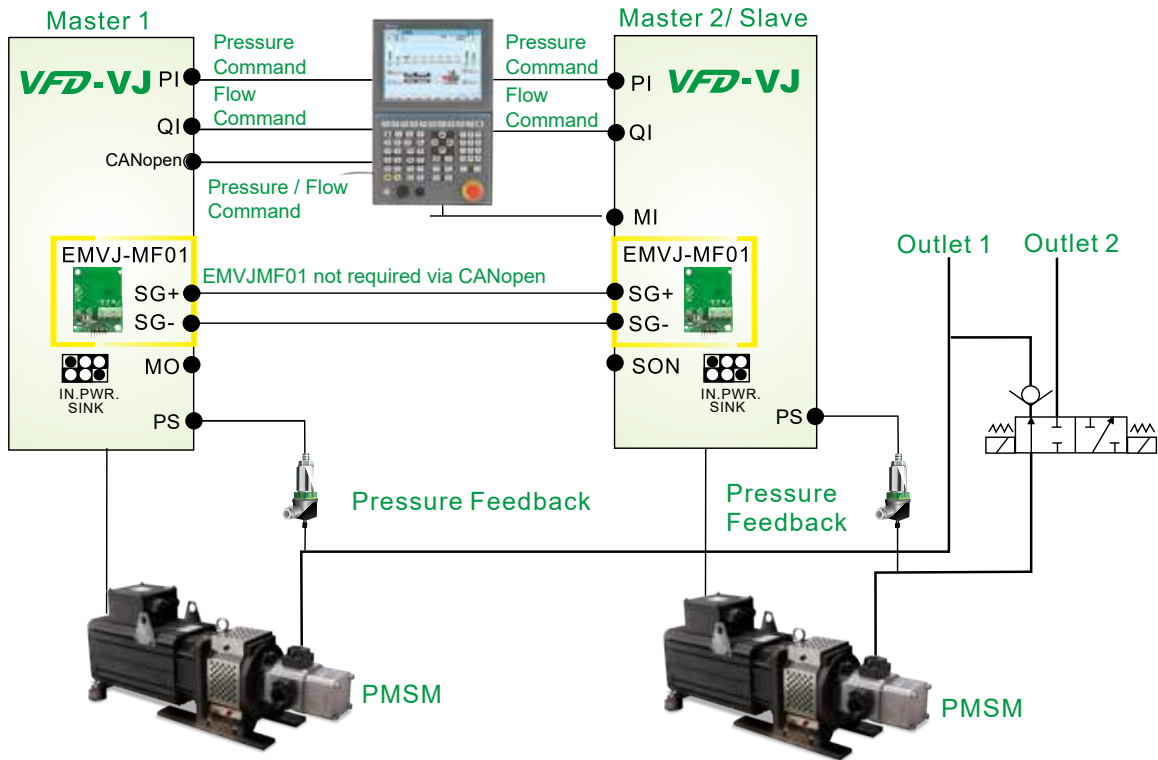 Master 1
VFD-VJ
PI
QI
CANopen
Pressure
Command
Flow
Command
Pressure / Flow
Command
EMVJ-MF01
SG+
SG-
MO
IN.PWR.
SINK
PS
EMVJMF01 not required via CANopen
Pressure
Command
Flow
Command
Master 2/ Slave
PI
VFD-VJ
QI
MI
EMVJ-MF01
SG+
SG-
SON
IN.PWR.
SINK
PS
Outlet 1
Outlet 2
Pressure Feedback
Pressure
Feedback
PMSM
PMSM